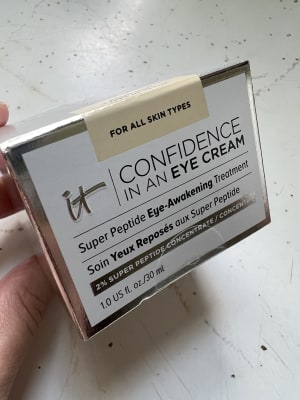 FOR ALL SKIN TYPES
it
CONFIDENCE
IN AN EYE CREAM
Super Peptide Eye-Awakening Treatment
Soin Yeux Reposés aux Super Peptide
2% SUPER PEPTIDE CONCENTRATE / CONCENTRÉ
1.0 US fl. oz./30 ml